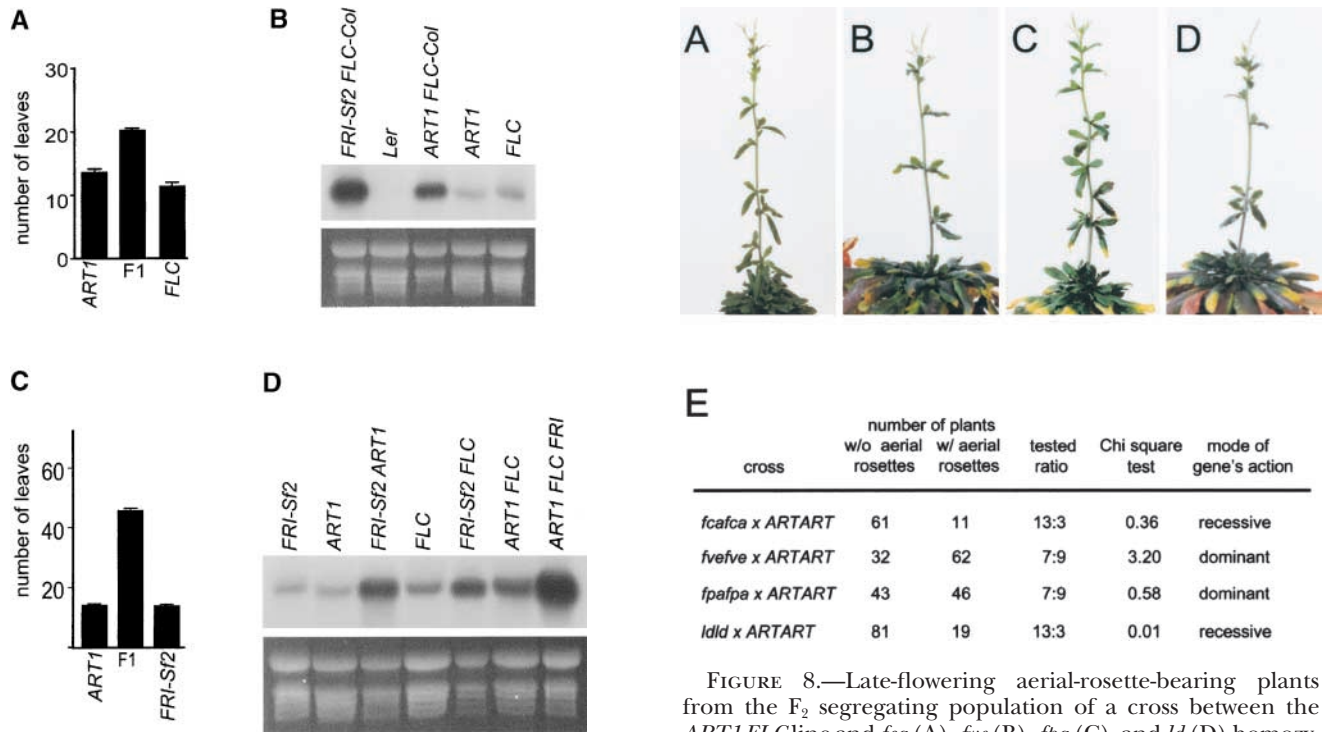 A
30
20
10
0
number of leaves
ART1
F1
FLC
B
FRI-Sf2 FLC-Col
Ler
ART1 FLC-Col
ART1
FLC
C
60
40
20
number of leaves
ART1
F1
FRI-Sf2
D
FRI-Sf2
ART1
FRI-Sf2 ART1
FLC
FRI-Sf2 FLC
ART1 FLC
ART1 FLC FRI
A
B
C
D
E
number of plants
cross w/o aerial rosettes w/ aerial rosettes tested ratio Chi square test mode of gene's action
fcafca x ARTART 61 11 13:3 0.36 recessive
fvefve x ARTART 32 62 7:9 3.20 dominant
fpafpa x ARTART 43 46 7:9 0.58 dominant
ldld x ARTART 81 19 13:3 0.01 recessive
FIGURE 8.—Late-flowering aerial-rosette-bearing plants
from the F2 segregating population of a cross between the
ART1FLC line and (A), (B), (C), and ld (D) homozy-